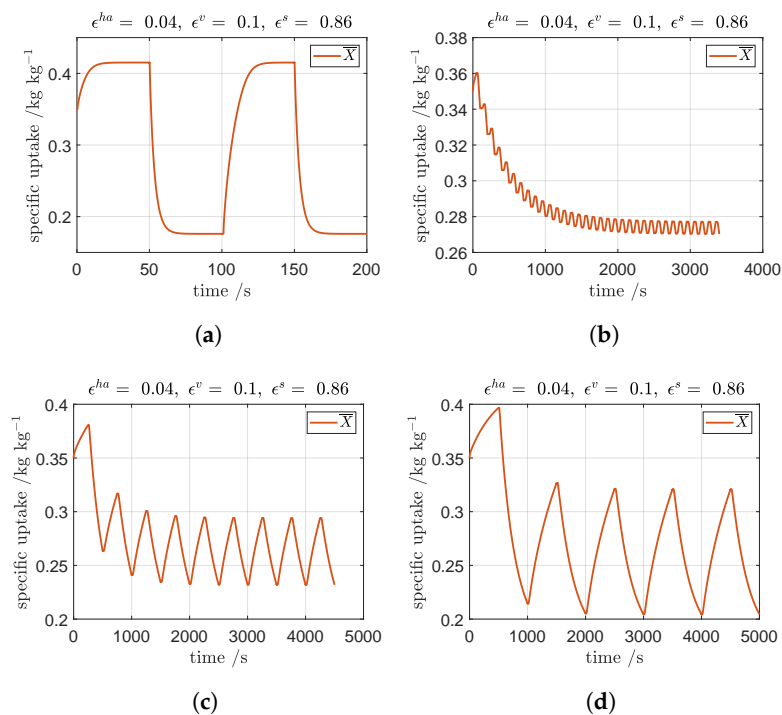 ϵ^{ha} = 0.04, ϵ^{v} = 0.1, ϵ^{s} = 0.86
X̅
specific uptake /kg kg⁻¹
0.4
0.3
0.2
0 50 100 150 200
time /s
(a)
ϵ^{ha} = 0.04, ϵ^{v} = 0.1, ϵ^{s} = 0.86
X̅
specific uptake /kg kg⁻¹
0.38
0.36
0.34
0.32
0.3
0.28
0.26
0 1000 2000 3000 4000
time /s
(b)
ϵ^{ha} = 0.04, ϵ^{v} = 0.1, ϵ^{s} = 0.86
X̅
specific uptake /kg kg⁻¹
0.4
0.35
0.3
0.25
0.2
0 1000 2000 3000 4000 5000
time /s
(c)
ϵ^{ha} = 0.04, ϵ^{v} = 0.1, ϵ^{s} = 0.86
X̅
specific uptake /kg kg⁻¹
0.4
0.35
0.3
0.25
0.2
0 1000 2000 3000 4000 5000
time /s
(d)